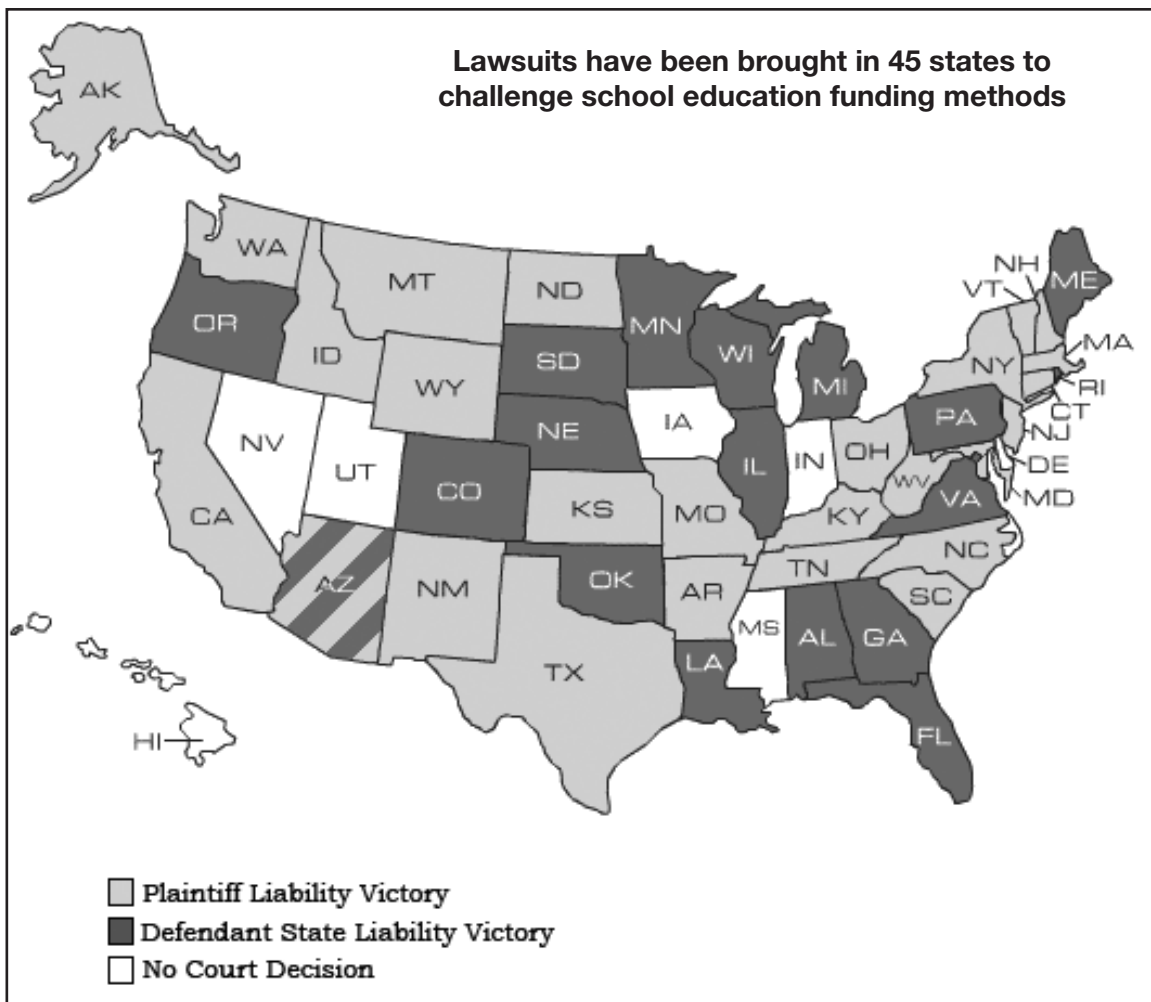 Lawsuits have been brought in 45 states to
challenge school education funding methods
AK
WA
MT
ND
MN
NH
VT
ME
OR
ID
WY
SD
WI
MI
NY
MA
RI
CT
NV
UT
CO
NE
IA
IL
IN
OH
PA
NJ
DE
MD
CA
KS
MO
KY
WV
VA
AZ
NM
OK
AR
TN
NC
SC
TX
LA
MS
AL
GA
FL
HI
Plaintiff Liability Victory
Defendant State Liability Victory
No Court Decision